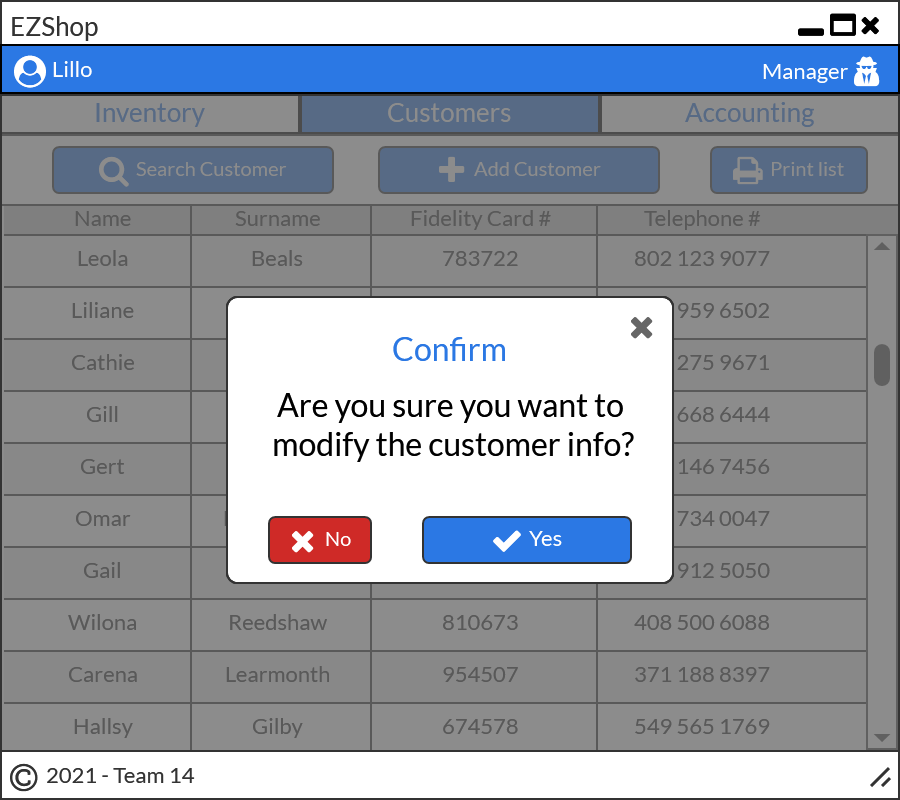 EZShop
Lillo
Manager
Inventory Customers Accounting
Search Customer Add Customer Print list
Name Surname Fidelity Card # Telephone #
Leola Beals 783722 802 123 9077
Liliane 959 6502
Cathie 275 9671
Gill 668 6444
Gert 146 7456
Omar 734 0047
Gail 912 5050
Wilona Reedshaw 810673 408 500 6088
Carena Learmonth 954507 371 188 8397
Hallsy Gilby 674578 549 565 1769
Confirm
Are you sure you want to
modify the customer info?
No Yes
© 2021 - Team 14